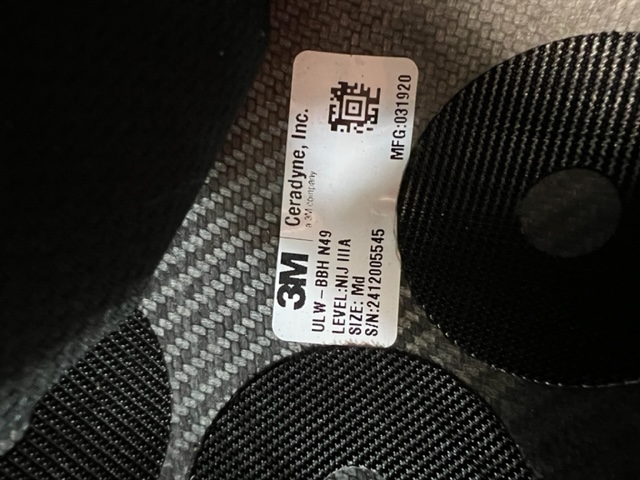 3M
Ceradyne, Inc.
a 3M company
ULW-BBH N49
LEVEL:NIJ IIIA
SIZE: Md
S/N:2412005545
MFG:031920